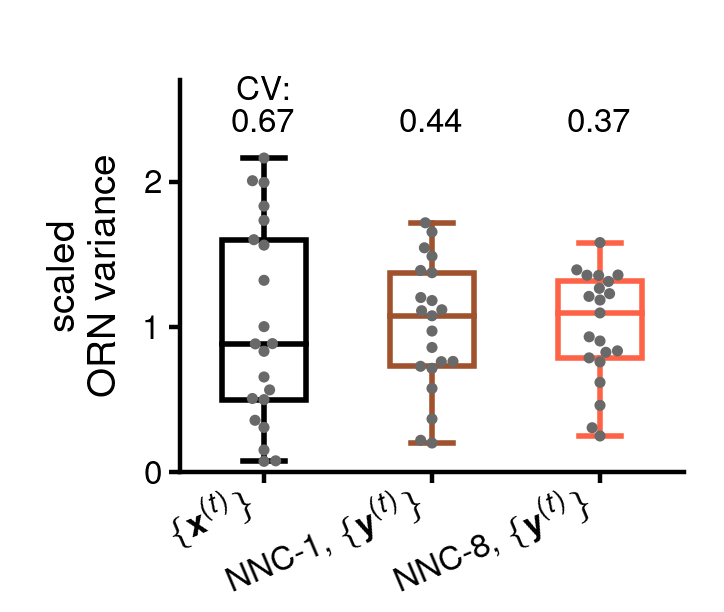 CV:
0.67 0.44 0.37
scaled
ORN variance
2
1
0
{x^(t)}
NNC-1, {y^(t)}
NNC-8, {y^(t)}